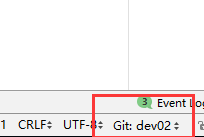 3 Event Log
1 CRLF UTF-8 Git: dev02